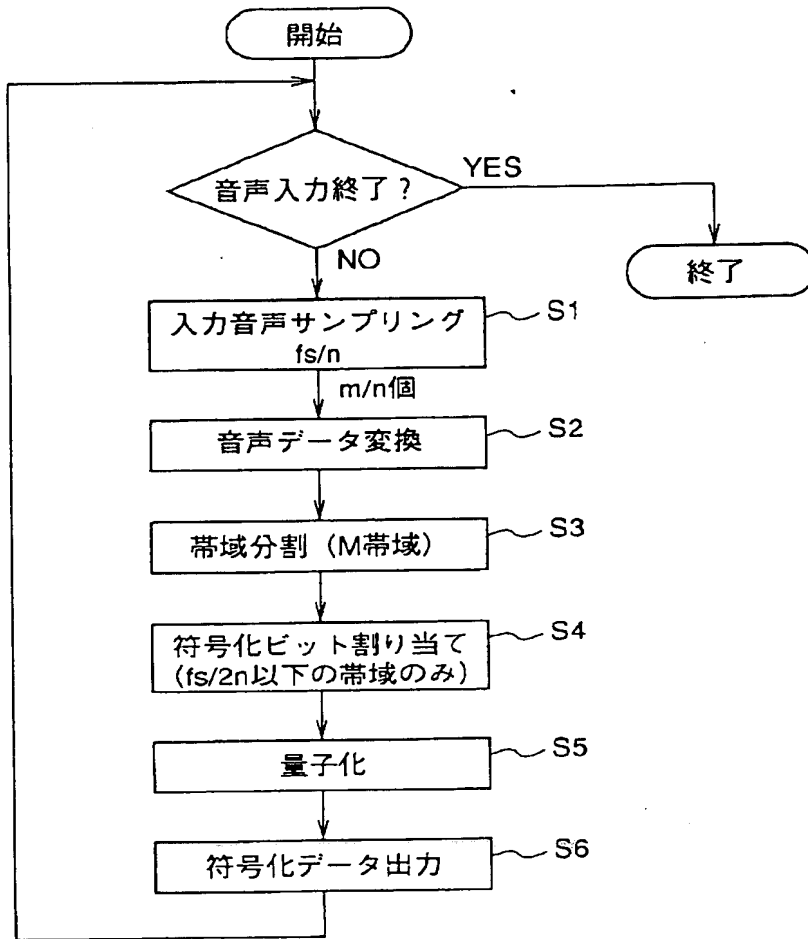 開始
音声入力終了?
YES
NO
終了
入力音声サンプリング
fs/n
S1
m/n個
音声データ変換
S2
帯域分割（M帯域）
S3
符号化ビット割り当て
（fs/2n以下の帯域のみ）
S4
量子化
S5
符号化データ出力
S6